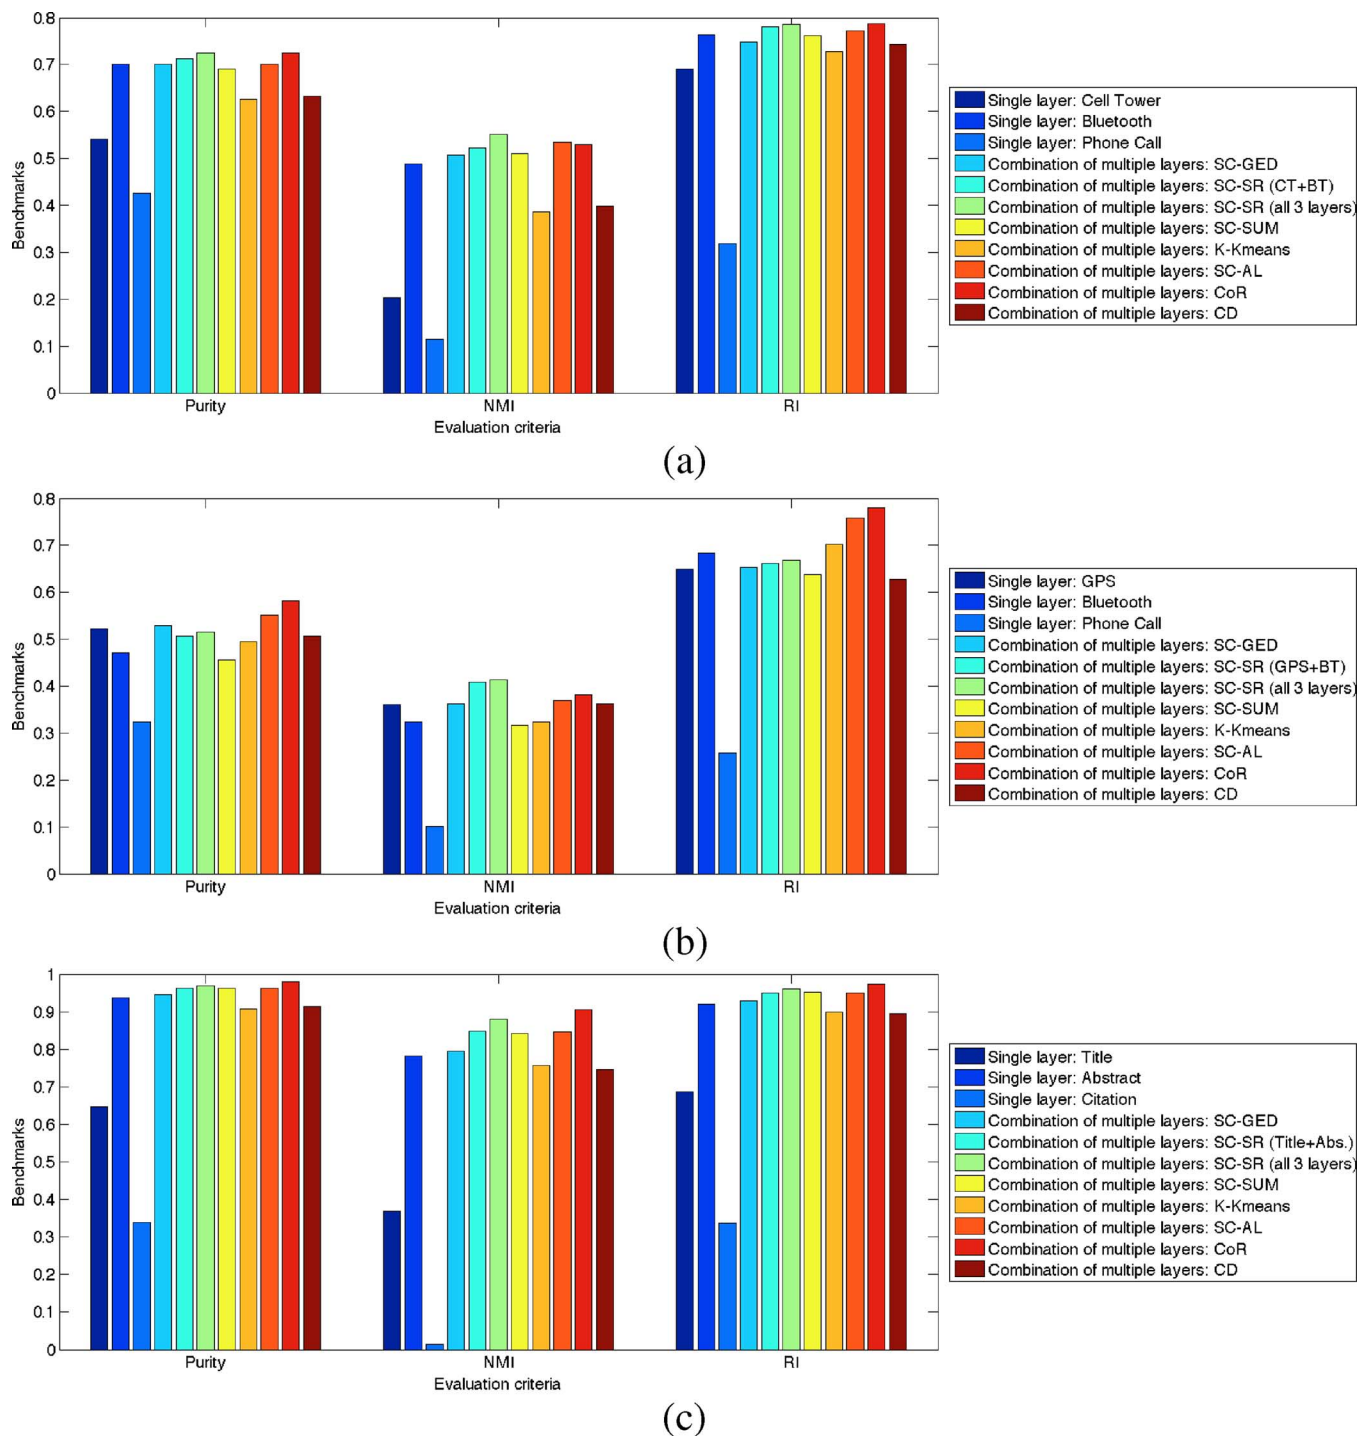 0.8
0.7
0.6
0.5
0.4
0.3
0.2
0.1
0
Benchmarks
Purity
NMI
RI
Evaluation criteria
Single layer: Cell Tower
Single layer: Bluetooth
Single layer: Phone Call
Combination of multiple layers: SC-GED
Combination of multiple layers: SC-SR (CT+BT)
Combination of multiple layers: SC-SR (all 3 layers)
Combination of multiple layers: SC-SUM
Combination of multiple layers: K-Kmeans
Combination of multiple layers: SC-AL
Combination of multiple layers: CoR
Combination of multiple layers: CD
(a)
0.8
0.7
0.6
0.5
0.4
0.3
0.2
0.1
0
Benchmarks
Purity
NMI
RI
Evaluation criteria
Single layer: GPS
Single layer: Bluetooth
Single layer: Phone Call
Combination of multiple layers: SC-GED
Combination of multiple layers: SC-SR (GPS+BT)
Combination of multiple layers: SC-SR (all 3 layers)
Combination of multiple layers: SC-SUM
Combination of multiple layers: K-Kmeans
Combination of multiple layers: SC-AL
Combination of multiple layers: CoR
Combination of multiple layers: CD
(b)
1
0.9
0.8
0.7
0.6
0.5
0.4
0.3
0.2
0.1
0
Benchmarks
Purity
NMI
RI
Evaluation criteria
Single layer: Title
Single layer: Abstract
Single layer: Citation
Combination of multiple layers: SC-GED
Combination of multiple layers: SC-SR (Title+Abs.)
Combination of multiple layers: SC-SR (all 3 layers)
Combination of multiple layers: SC-SUM
Combination of multiple layers: K-Kmeans
Combination of multiple layers: SC-AL
Combination of multiple layers: CoR
Combination of multiple layers: CD
(c)